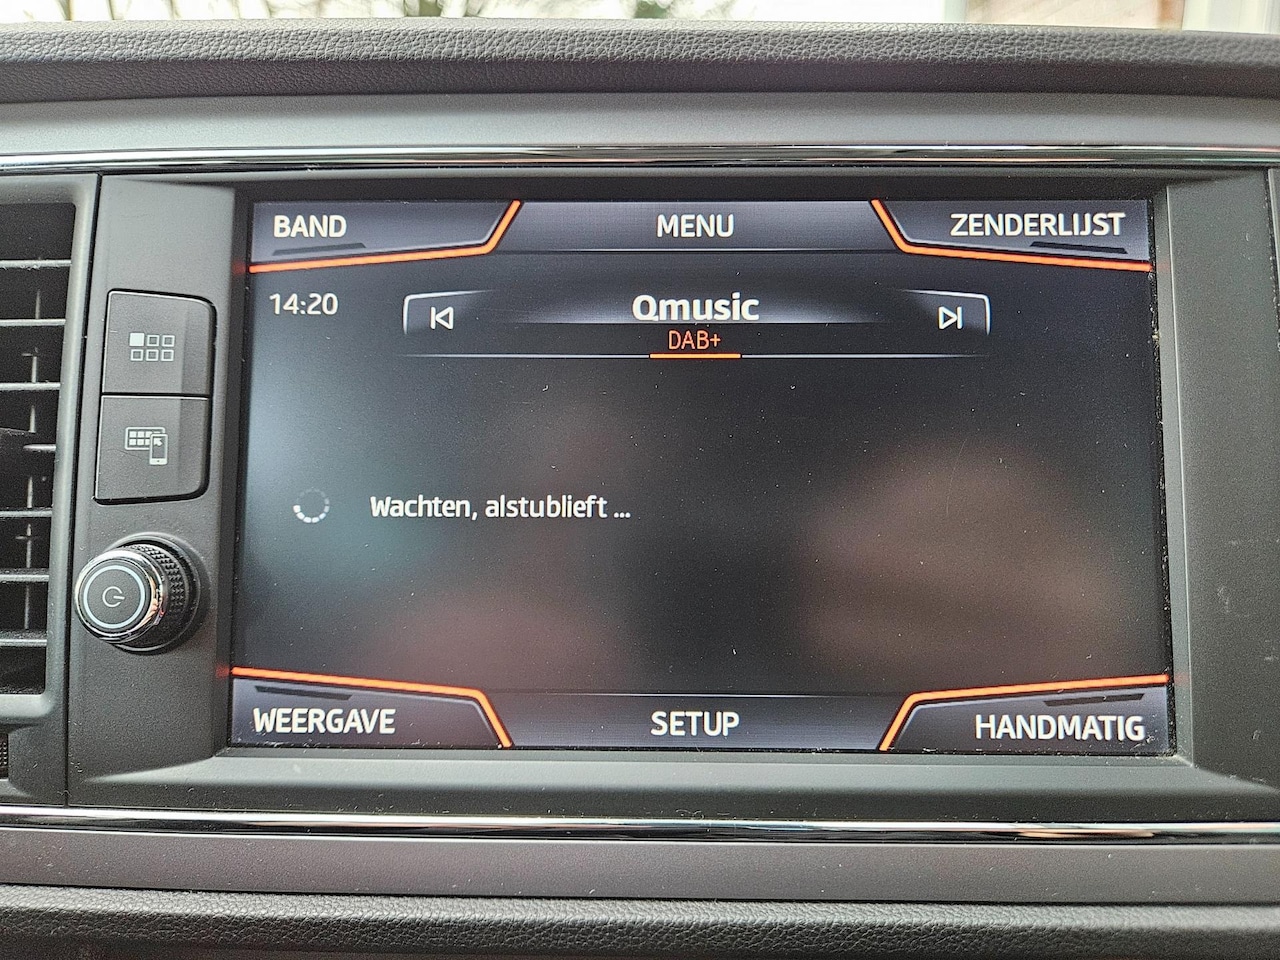 BAND
MENU
ZENDERLIJST
14:20
Qmusic
DAB+
Wachten, alstublieft ...
WEERGAVE
SETUP
HANDMATIG